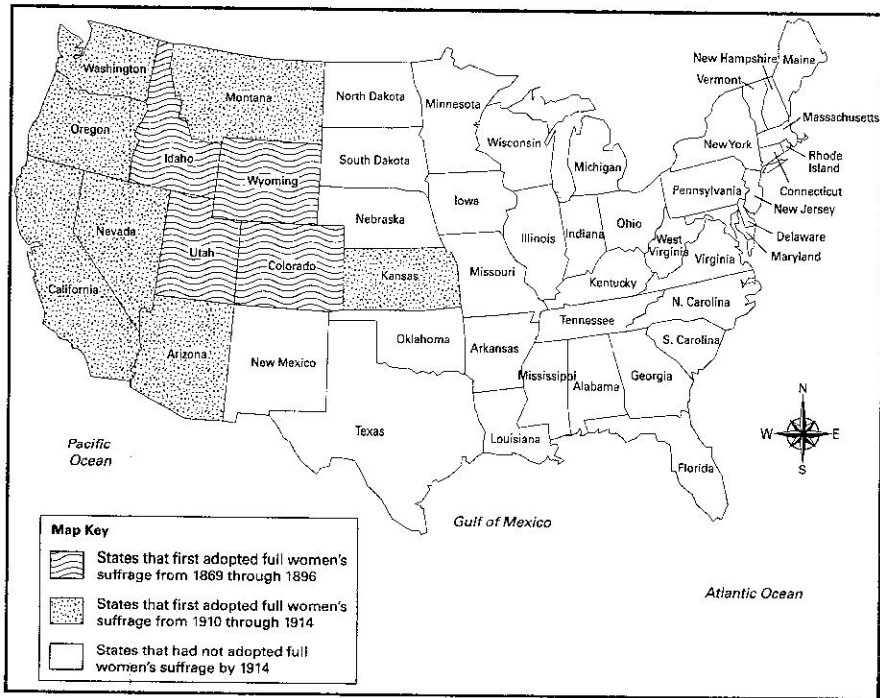 New Hampshire
Maine
Vermont
Washington
Montana
North Dakota
Minnesota
Massachusetts
Oregon
Idaho
Wisconsin
New York
South Dakota
Michigan
Rhode
Island
Wyoming
Connecticut
Pennsylvania
New Jersey
Iowa
Nebraska
Nevada
Ohio
Illinois
Indiana
Delaware
Utah
West
Virginia
Virginia
Maryland
Colorado
Kansas
Missouri
California
Kentucky
N. Carolina
Tennessee
Oklahoma
Arizona
Arkansas
S. Carolina
New Mexico
Mississippi
Alabama
Georgia
N
W
E
S
Texas
Pacific
Ocean
Louisiana
Florida
Gulf of Mexico
Map Key
States that first adopted full women's
suffrage from 1869 through 1896
Atlantic Ocean
States that first adopted full women's
suffrage from 1910 through 1914
States that had not adopted full
women's suffrage by 1914